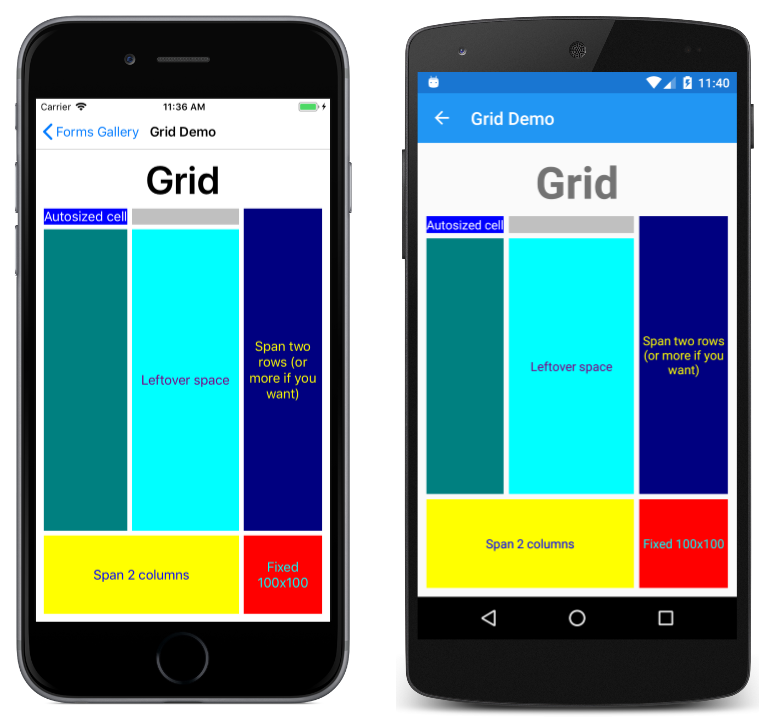 Carrier
11:36 AM
Forms Gallery
Grid Demo
Grid
Autosized cell
Leftover space
Span two
rows (or
more if you
want)
Span 2 columns
Fixed
100x100
11:40
Grid Demo
Grid
Autosized cell
Leftover space
Span two rows
(or more if you
want)
Span 2 columns
Fixed 100x100